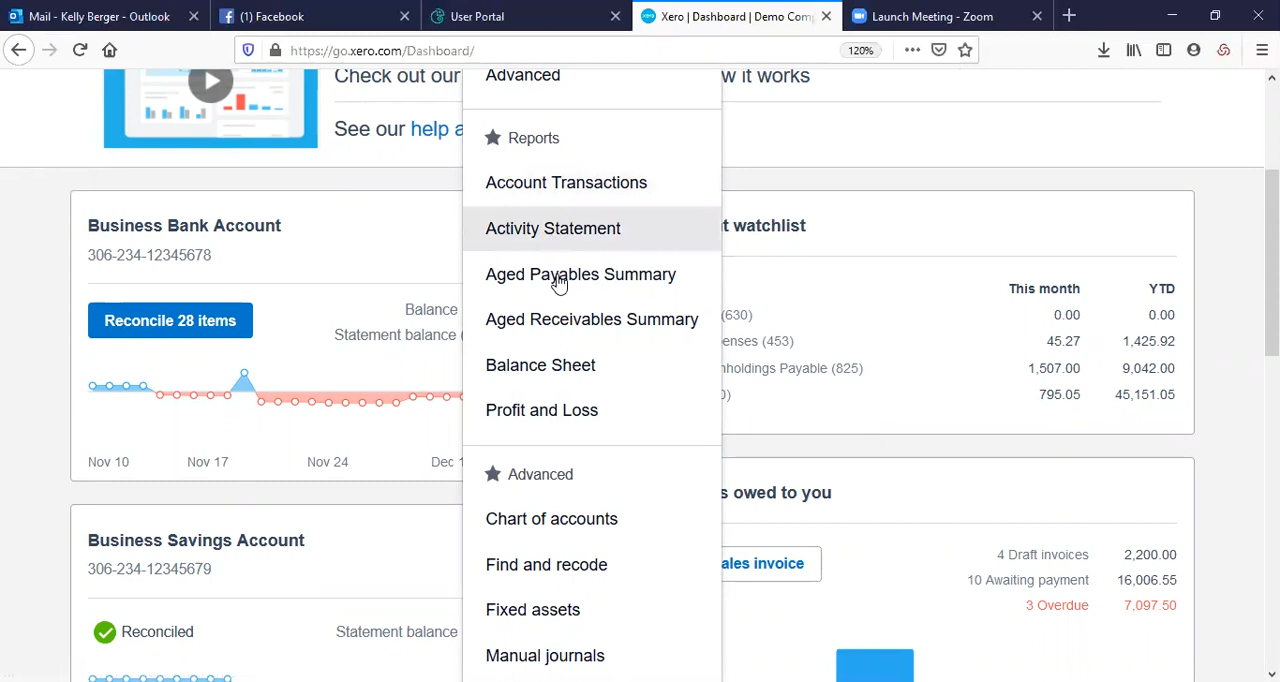 Mail - Kelly Berger - Outlook
(1) Facebook
User Portal
Xero | Dashboard | Demo Comp
Launch Meeting - Zoom
https://go.xero.com/Dashboard/
120%
Check out our
w it works
See our help a
Advanced
Reports
Account Transactions
Activity Statement
Aged Payables Summary
Aged Receivables Summary
Balance Sheet
Profit and Loss
Advanced
Chart of accounts
Find and recode
Fixed assets
Manual journals
Business Bank Account
306-234-12345678
Reconcile 28 items
Balance
Statement balance (
Nov 10 Nov 17 Nov 24 Dec 1
Business Savings Account
306-234-12345679
Reconciled
Statement balance
t watchlist
This month YTD
(630) 0.00 0.00
enses (453) 45.27 1,425.92
hholdings Payable (825) 1,507.00 9,042.00
0) 795.05 45,151.05
s owed to you
ales invoice
4 Draft invoices 2,200.00
10 Awaiting payment 16,006.55
3 Overdue 7,097.50